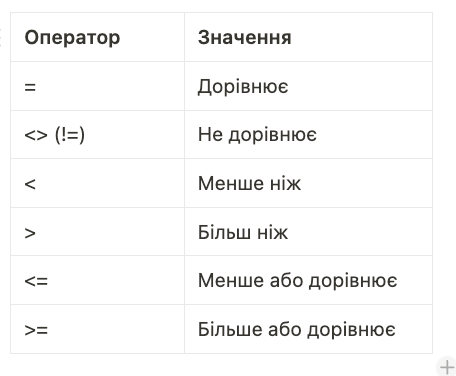 Оператор Значення
= Дорівнює
<> (!=) Не дорівнює
< Менше ніж
> Більш ніж
<= Менше або дорівнює
>= Більше або дорівнює